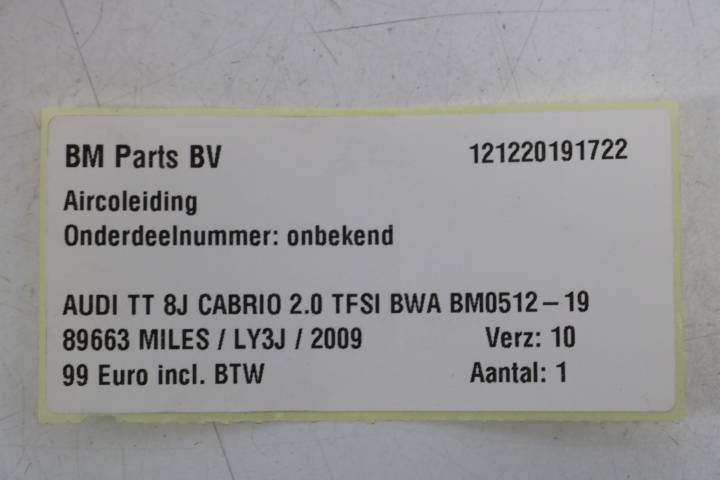 BM Parts BV 121220191722
Aircoleiding
Onderdeelnummer: onbekend
AUDI TT 8J CABRIO 2.0 TFSI BWA BM0512-19
89663 MILES / LY3J / 2009 Verz: 10
99 Euro incl. BTW Aantal: 1